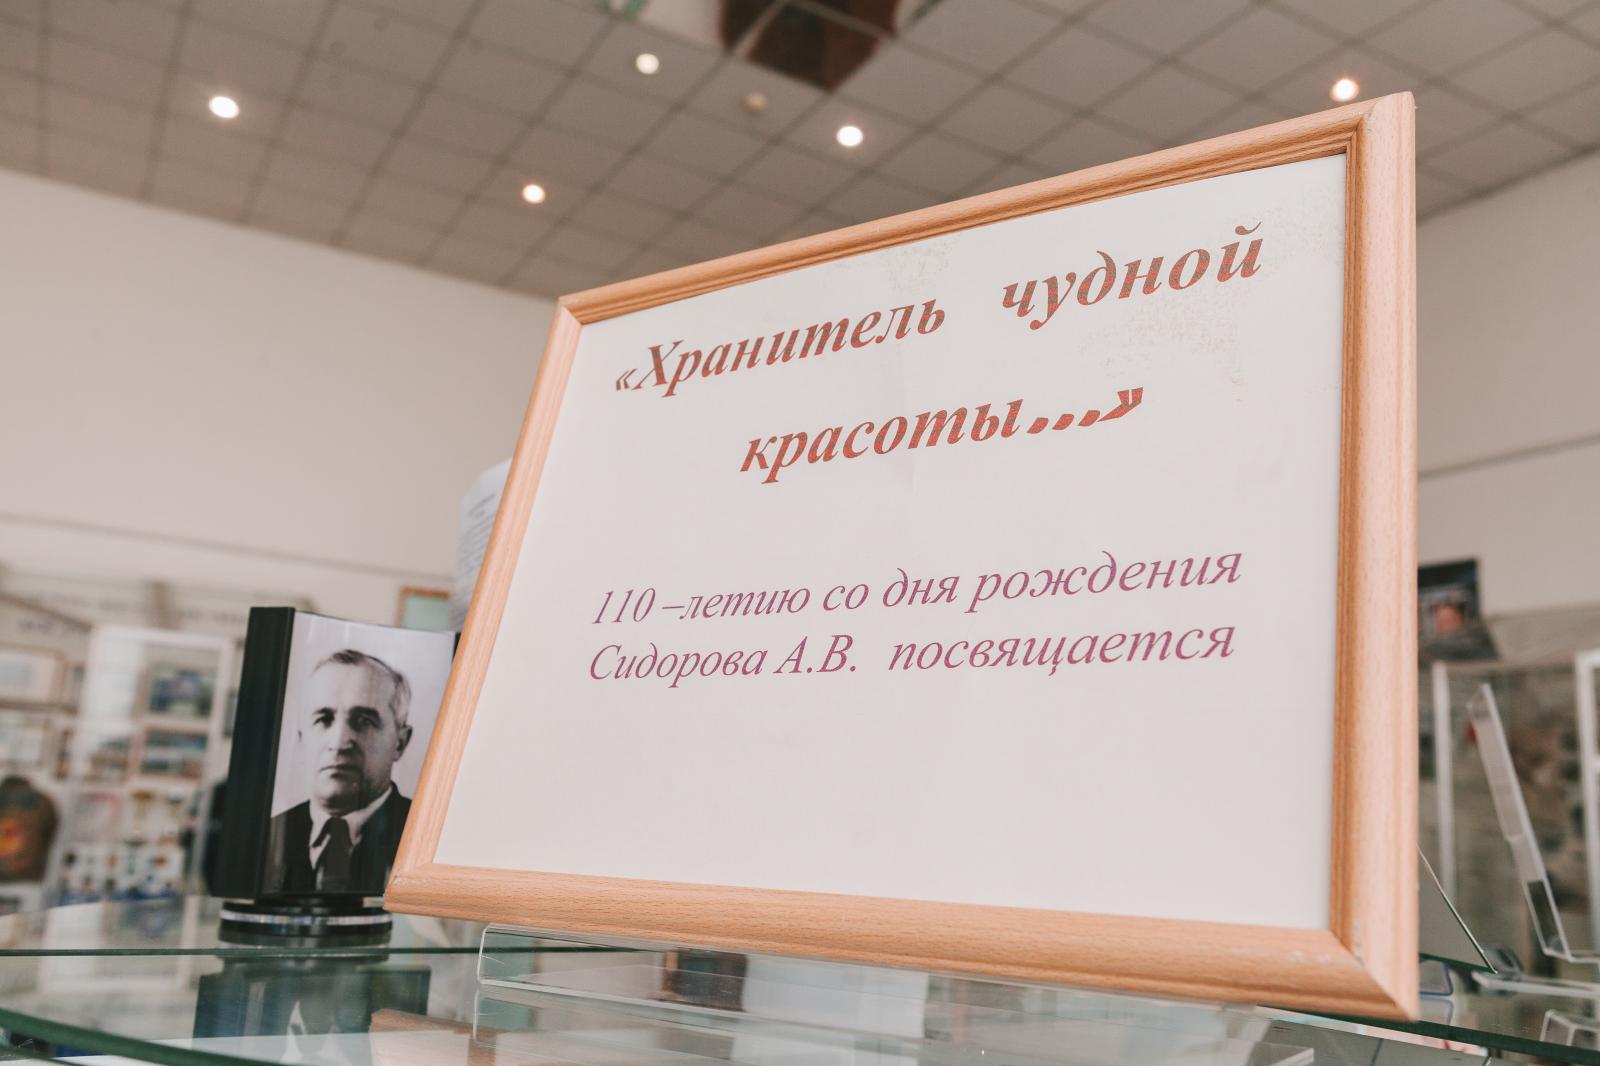 «Хранитель чудной
красоты...»
110 –летию со дня рождения
Сидорова А.В. посвящается